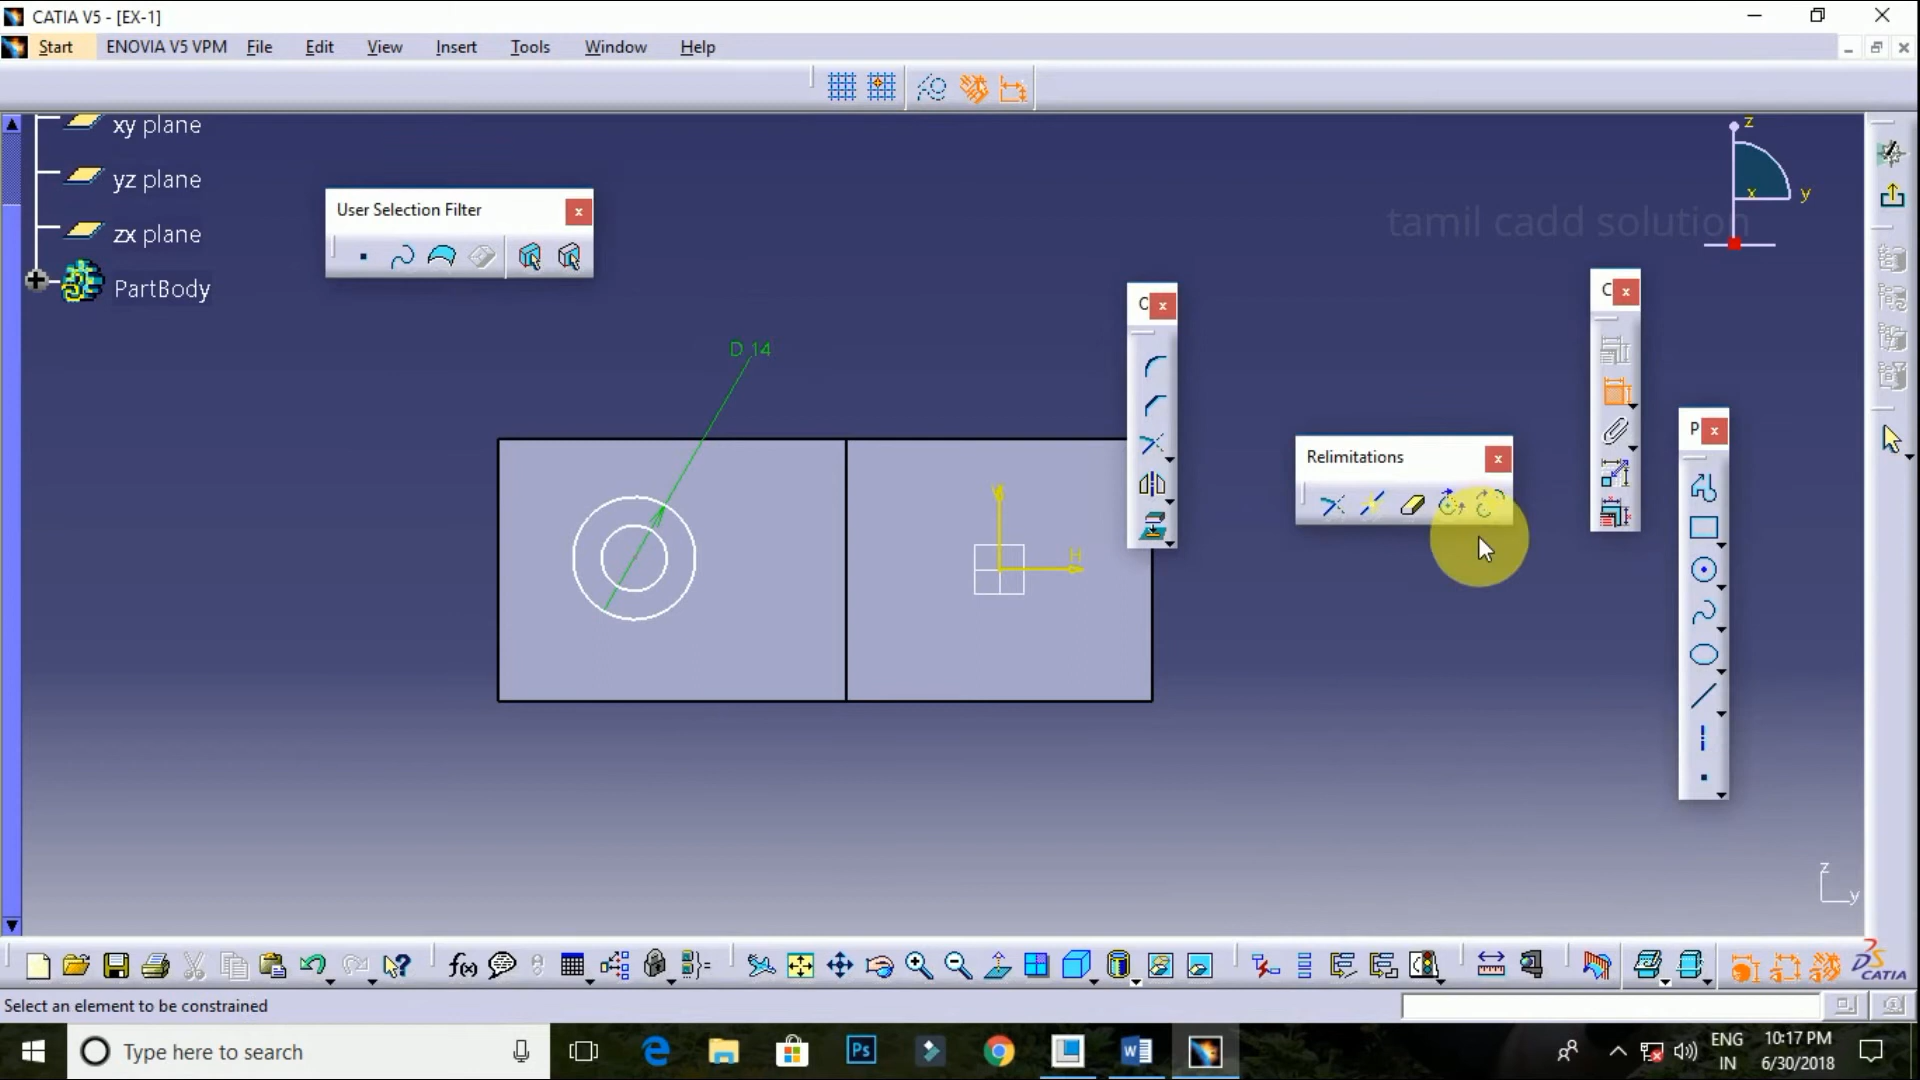 CATIA V5 - [EX-1]
Start ENOVIA V5 VPM File Edit View Insert Tools Window Help
xy plane
yz plane
zx plane
PartBody
User Selection Filter
z
x
y
tamil cadd solution
D 14
V
H
Relimitations
P
z
y
f(x)
Select an element to be constrained
CATIA
Type here to search
Ps
ENG
IN
10:17 PM
6/30/2018